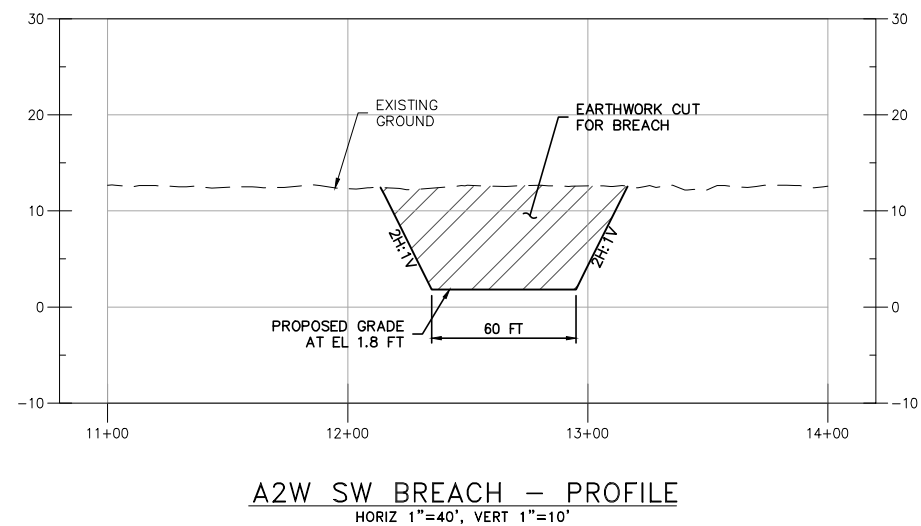 30
30
EXISTING
GROUND
EARTHWORK CUT
FOR BREACH
20
20
10
10
2H:1V
2H:1V
0
0
PROPOSED GRADE
AT EL 1.8 FT
60 FT
-10
-10
11+00
12+00
13+00
14+00
A2W SW BREACH - PROFILE
HORIZ 1"=40', VERT 1"=10'